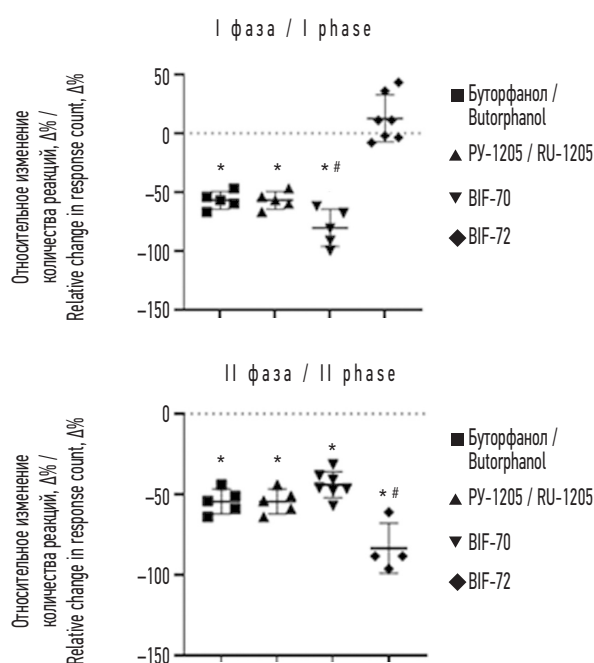 I фаза / I phase
Относительное изменение
количества реакций, Δ% /
Relative change in response count, Δ%
50
0
−50
−100
−150
*
*
* #
Буторфанол /
Butorphanol
РУ-1205 / RU-1205
BIF-70
BIF-72
II фаза / II phase
Относительное изменение
количества реакций, Δ% /
Relative change in response count, Δ%
0
−50
−100
−150
*
*
*
* #
Буторфанол /
Butorphanol
РУ-1205 / RU-1205
BIF-70
BIF-72